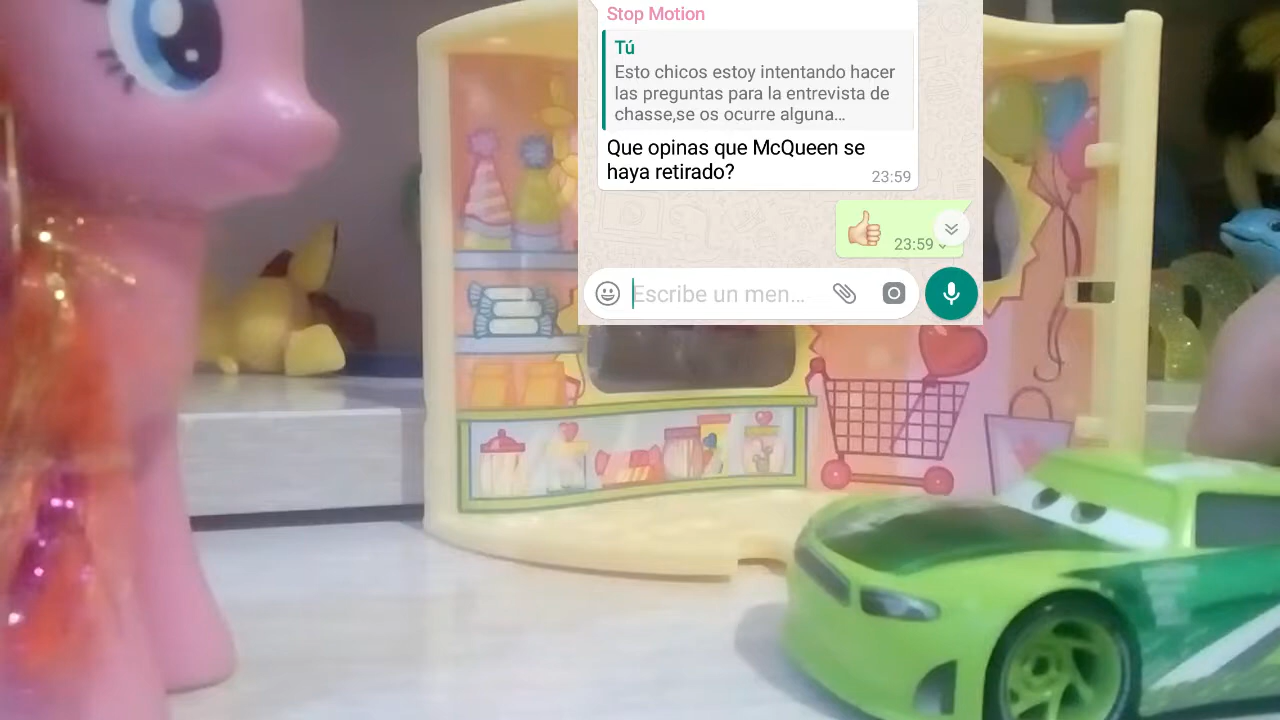 Stop Motion
Tú
Esto chicos estoy intentando hacer
las preguntas para la entrevista de
chasse,se os ocurre alguna…
Que opinas que McQueen se
haya retirado?
23:59
23:59
Escribe un men...